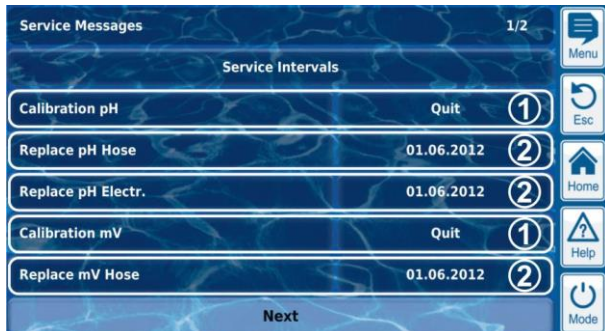 Service Messages 1/2
Service Intervals
Calibration pH Quit 1
Replace pH Hose 01.06.2012 2
Replace pH Electr. 01.06.2012 2
Calibration mV Quit 1
Replace mV Hose 01.06.2012 2
Next
Menu
Esc
Home
? Help
Mode